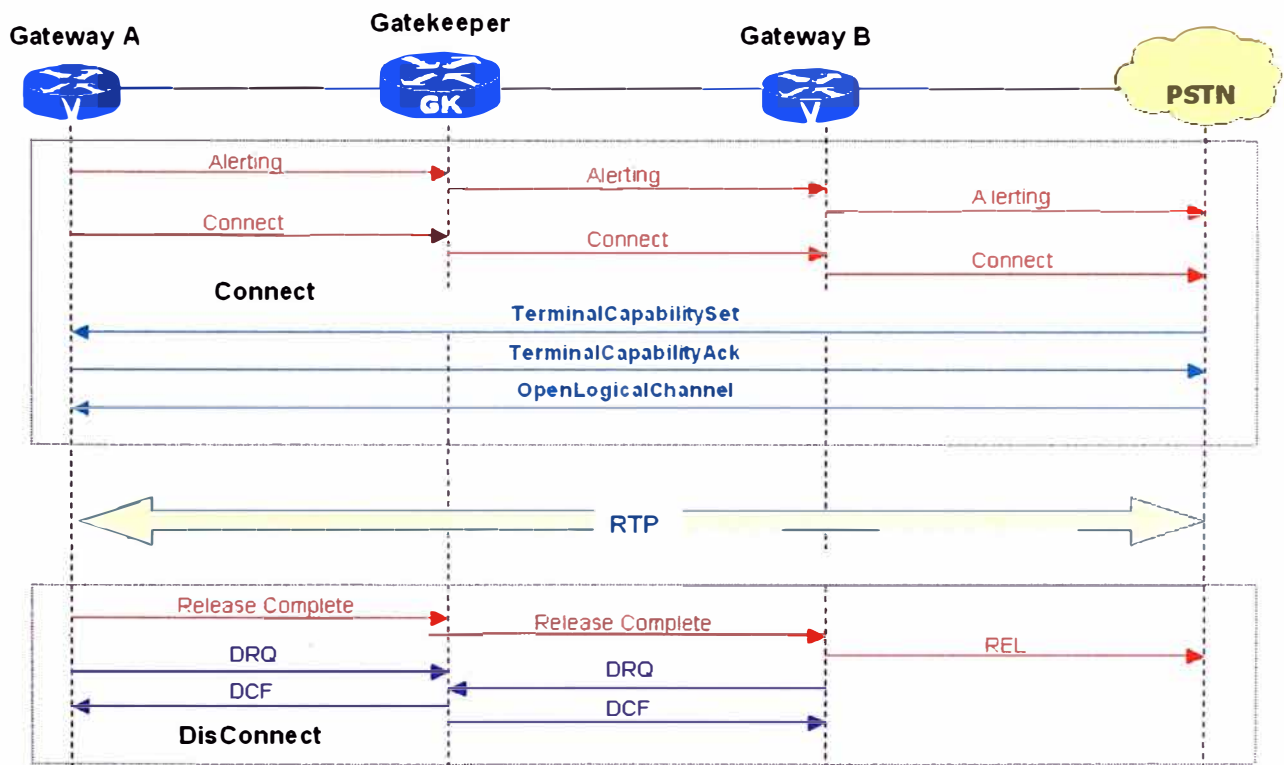 Gatekeeper
Gateway A
Gateway B
GK
V
V
PSTN
Alerting
Alerting
Alerting
Connect
Connect
Connect
Connect
TerminalCapabilitySet
TerminalCapabilityAck
OpenLogicalChannel
RTP
Release Complete
Release Complete
REL
DRQ
DRQ
DCF
DCF
DisConnect